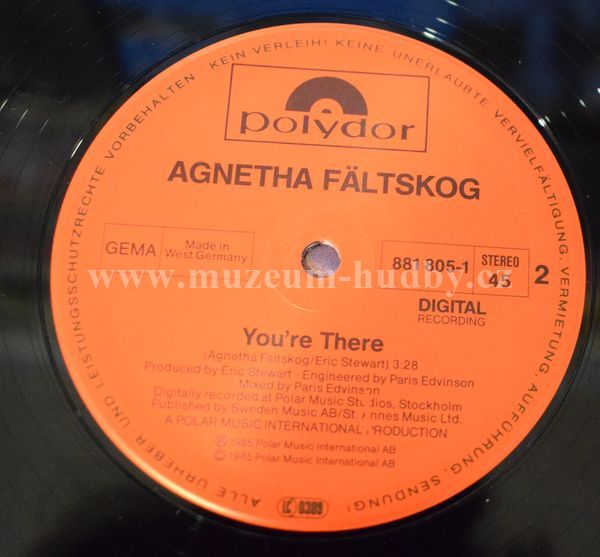 ALLE URHEBER- UND LEISTUNGSSCHUTZRECHTE VORBEHALTEN KEIN VERLEIH! KEINE UNERLAUBTE VERVIELFÄLTIGUNG, VERMIETUNG, AUFFÜHRUNG, SENDUNG!
polydor
AGNETHA FÄLTSKOG
GEMA
Made in
West Germany
881 805-1
STEREO
45
2
www.muzeum-hudby.cz
DIGITAL
RECORDING
You're There
(Agnetha Fältskog/Eric Stewart) 3:28
Produced by Eric Stewart - Engineered by Paris Edvinson
Mixed by Paris Edvinson
Digitally recorded at Polar Music Studios, Stockholm
Published by Sweden Music AB/St. Annes Music Ltd.
A POLAR MUSIC INTERNATIONAL PRODUCTION
Ⓟ 1985 Polar Music International AB
© 1985 Polar Music International AB
LC 0309